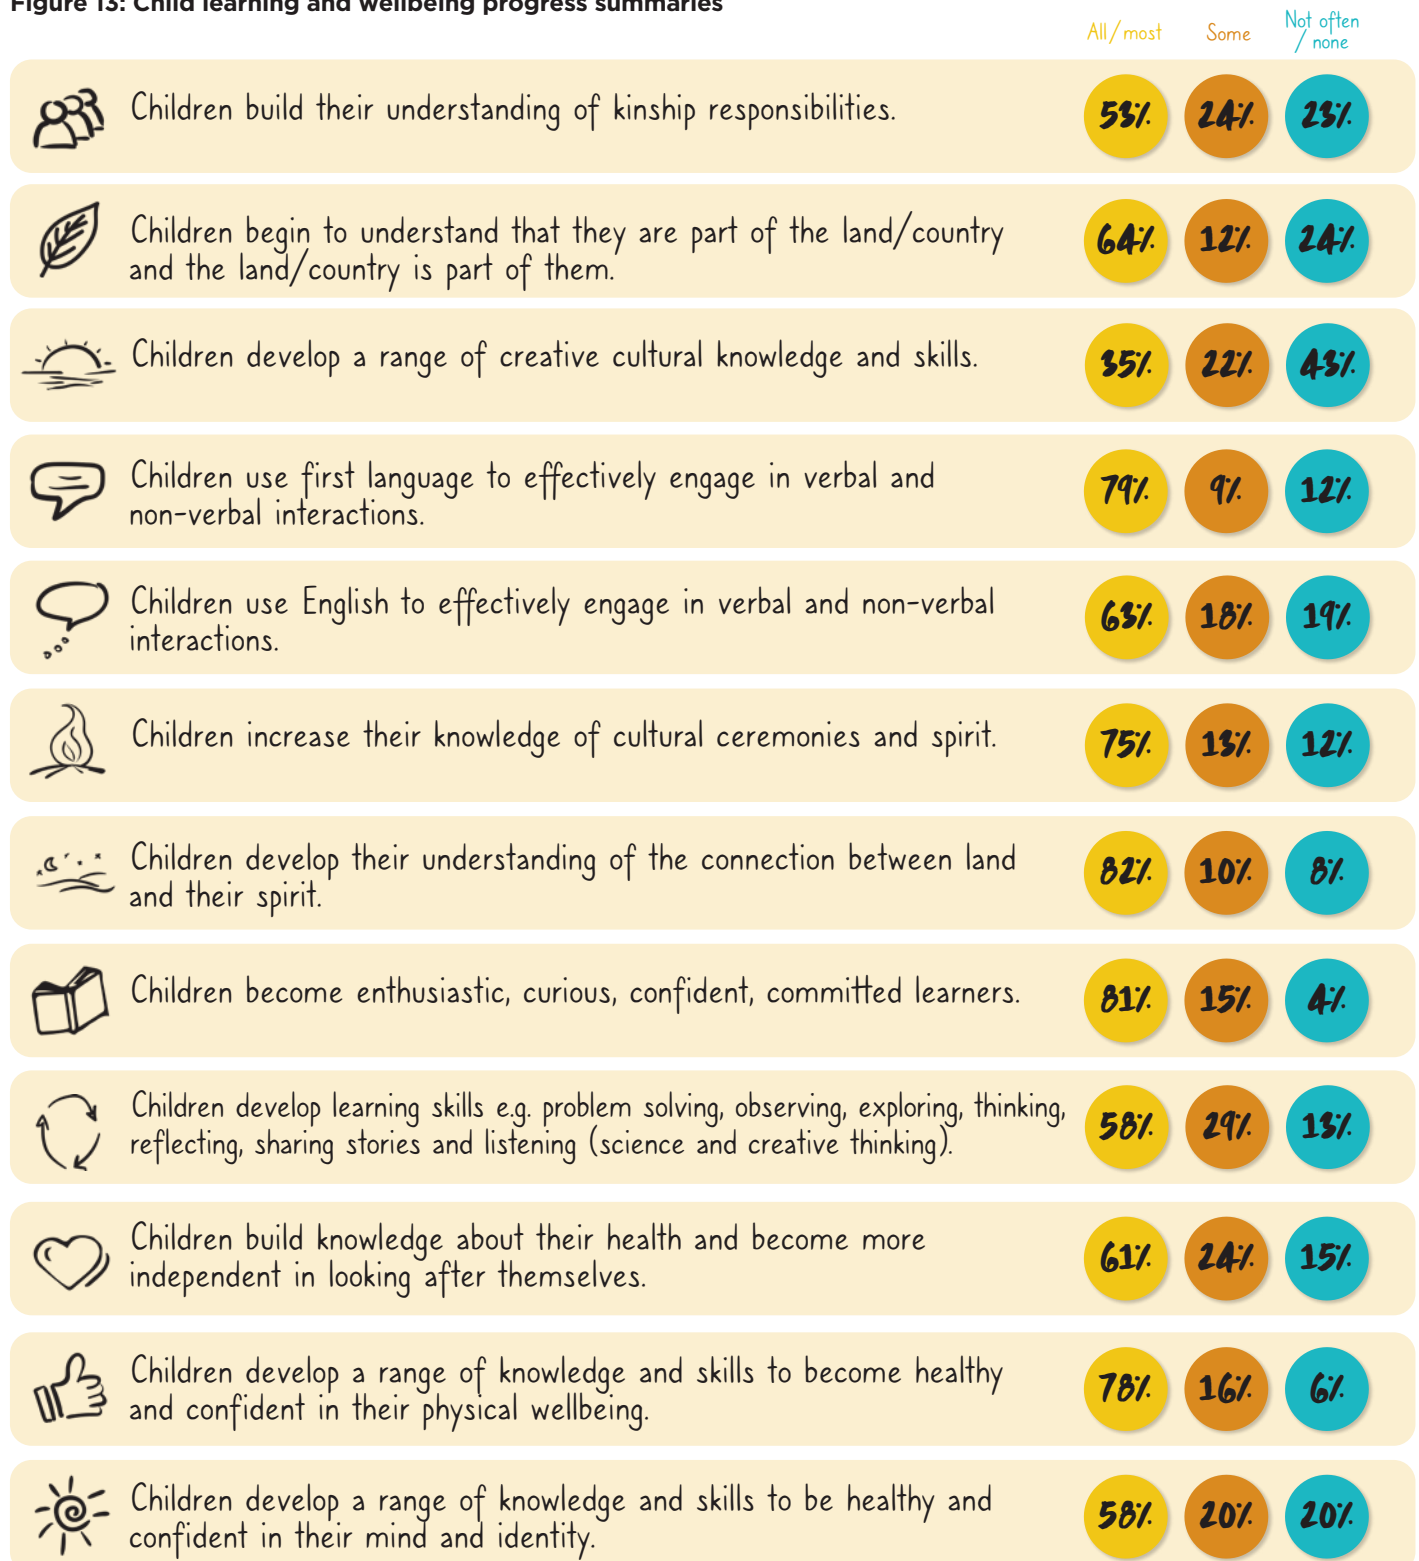 Figure 13: Child learning and wellbeing progress summaries
All/most Some Not often
/ none
Children build their understanding of kinship responsibilities. 53% 24% 23%
Children begin to understand that they are part of the land/country
and the land/country is part of them. 64% 12% 24%
Children develop a range of creative cultural knowledge and skills. 35% 22% 43%
Children use first language to effectively engage in verbal and
non-verbal interactions. 79% 9% 12%
Children use English to effectively engage in verbal and non-verbal
interactions. 63% 18% 19%
Children increase their knowledge of cultural ceremonies and spirit. 75% 13% 12%
Children develop their understanding of the connection between land
and their spirit. 82% 10% 8%
Children become enthusiastic, curious, confident, committed learners. 81% 15% 4%
Children develop learning skills e.g. problem solving, observing, exploring, thinking,
reflecting, sharing stories and listening (science and creative thinking). 58% 29% 13%
Children build knowledge about their health and become more
independent in looking after themselves. 61% 24% 15%
Children develop a range of knowledge and skills to become healthy
and confident in their physical wellbeing. 78% 16% 6%
Children develop a range of knowledge and skills to be healthy and
confident in their mind and identity. 58% 20% 20%